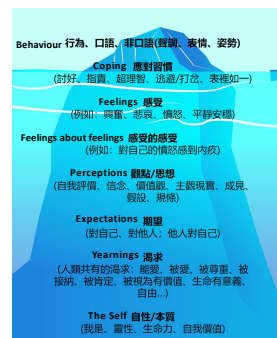 Behaviour 行為、口語、非口語(聲調、表情、姿勢)
Coping 應對習慣
(討好、指責、超理智、逃避/打岔、表裡如一)
Feelings 感受
(例如：興奮、悲哀、憤怒、平靜安穩)
Feelings about feelings 感受的感受
(例如：對自己的憤怒感到內疚)
Perceptions 觀點/思想
(自我評價、信念、價值觀、主觀現實、成見、
假設、規條)
Expectations 期望
(對自己、對他人；他人對自己)
Yearnings 渴求
(人類共有的渴求：能愛、被愛、被尊重、被
接納、被肯定、被視為有價值、生命有意義、
自由...)
The Self 自性/本質
(我是、靈性、生命力、自我價值)